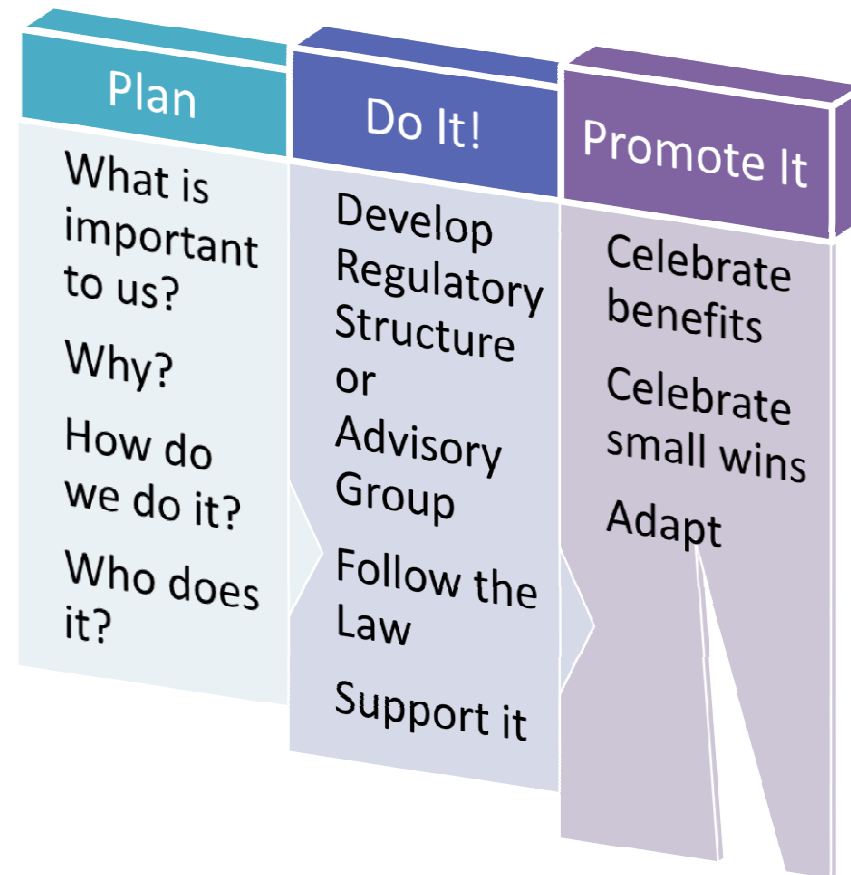 Plan
What is
important
to us?
Why?
How do
we do it?
Who does
it?
Do It!
Develop
Regulatory
Structure
or
Advisory
Group
Follow the
Law
Support it
Promote It
Celebrate
benefits
Celebrate
small wins
Adapt